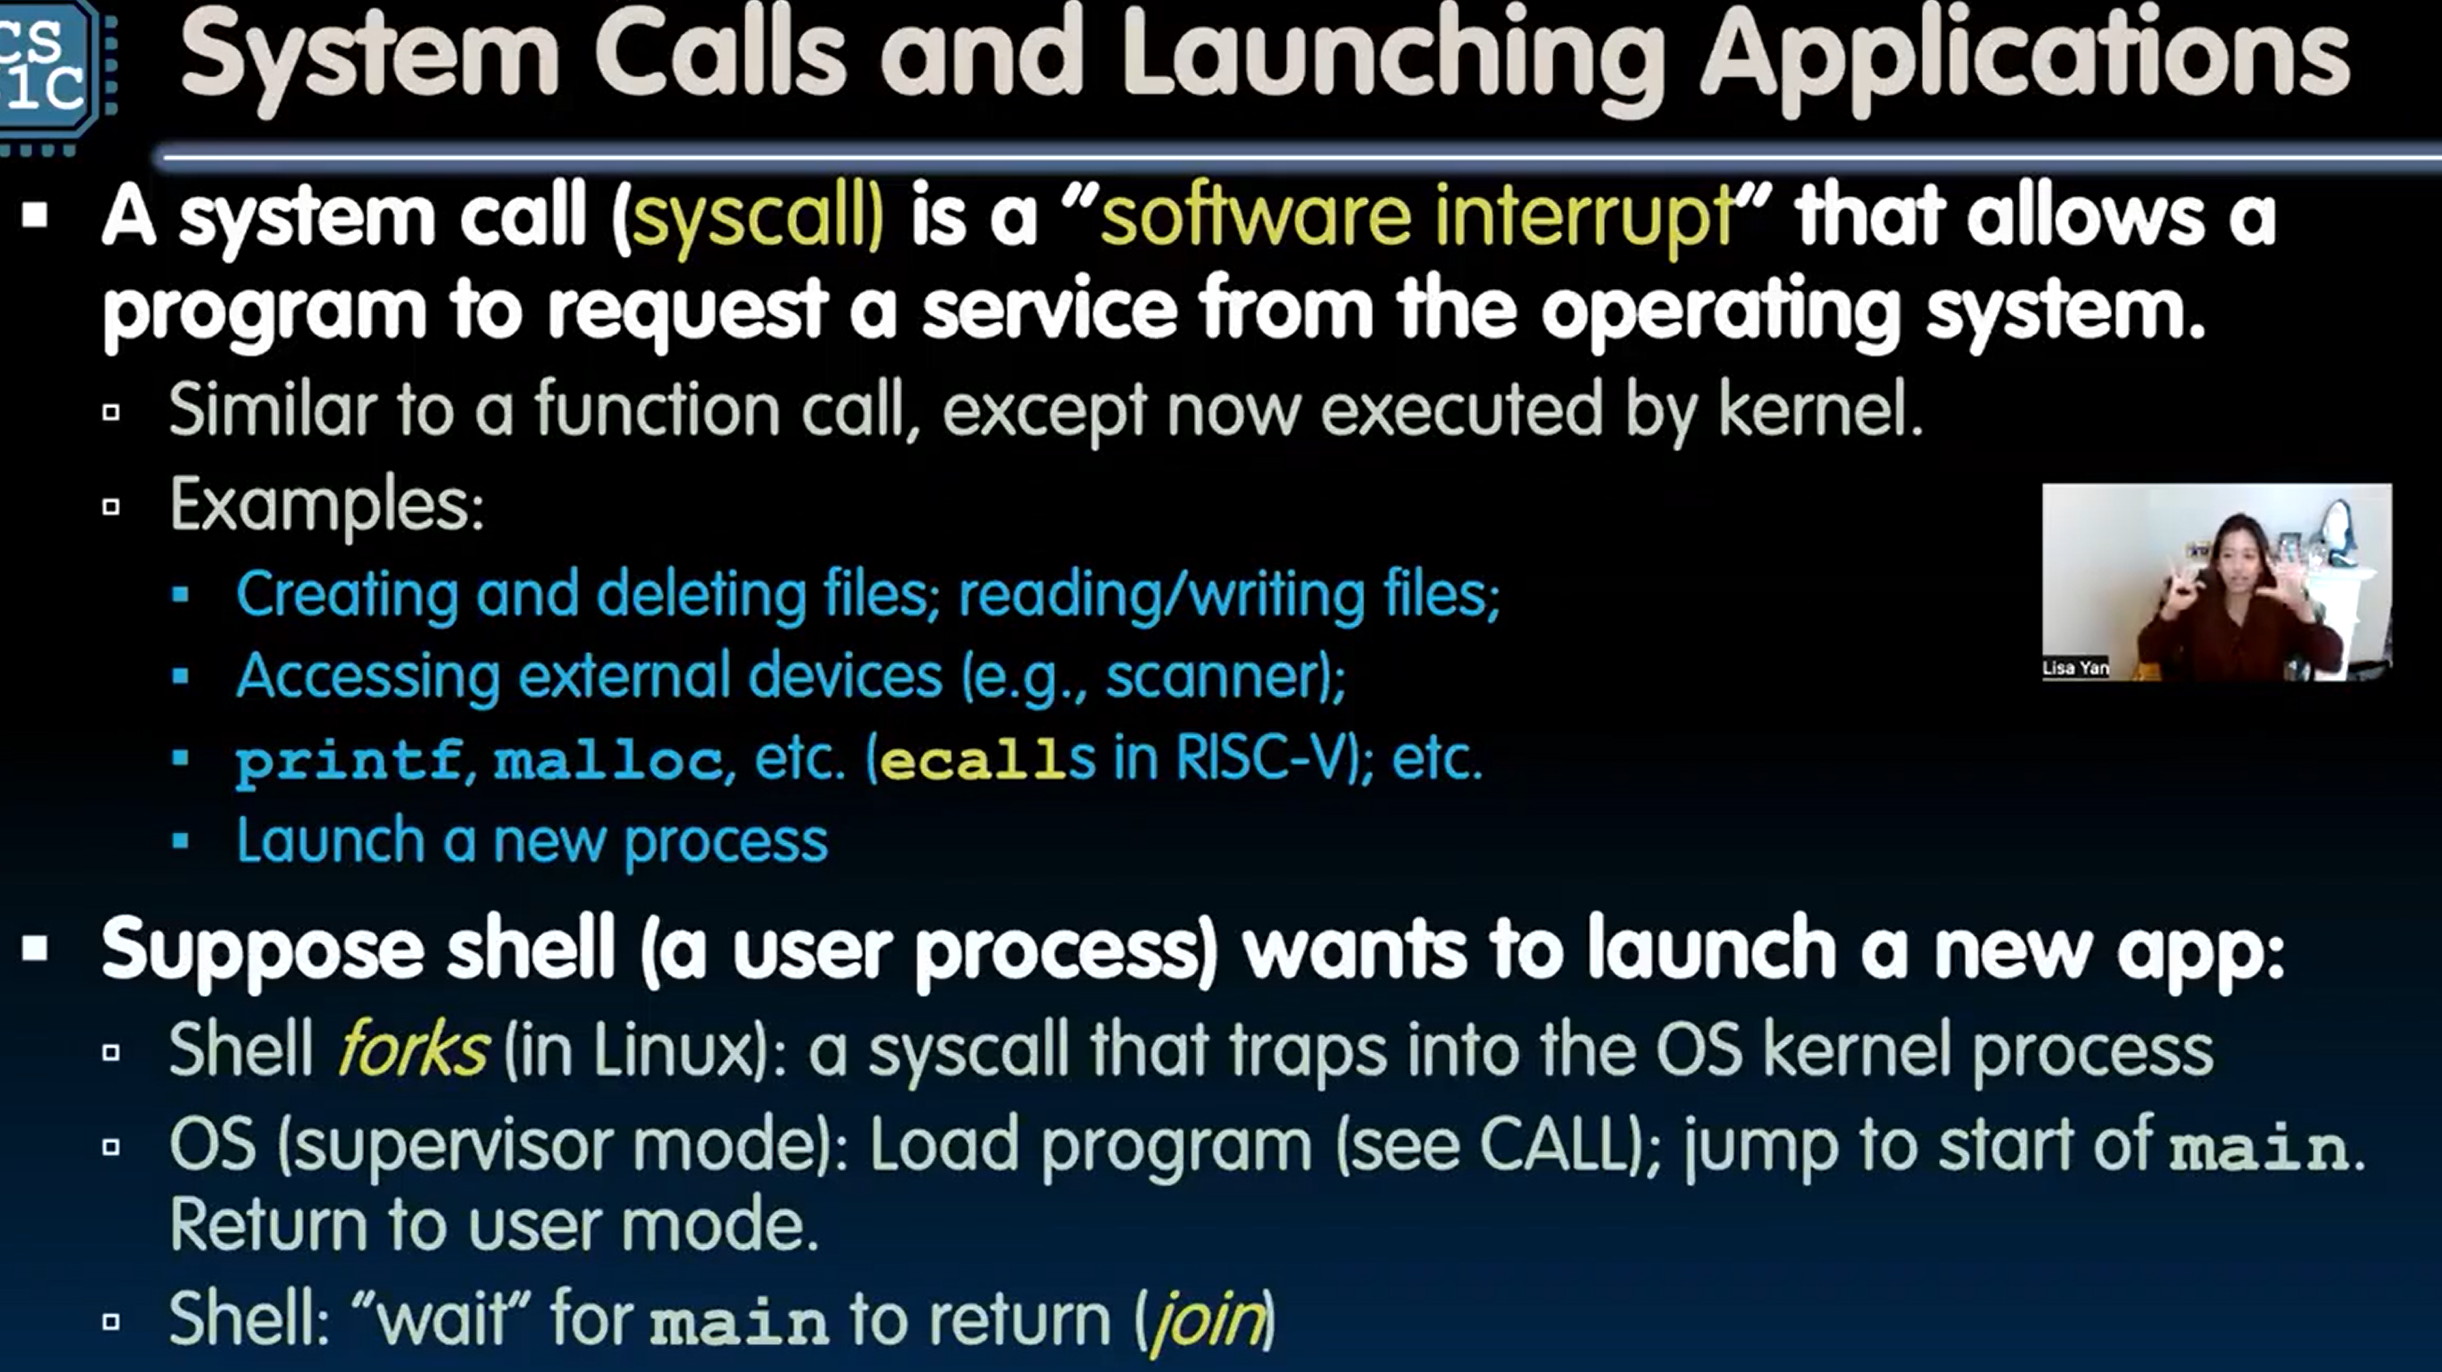 CS
61C
System Calls and Launching Applications
▪ A system call (syscall) is a “software interrupt” that allows a
program to request a service from the operating system.
▫ Similar to a function call, except now executed by kernel.
▫ Examples:
▪ Creating and deleting files; reading/writing files;
▪ Accessing external devices (e.g., scanner);
▪ printf, malloc, etc. (ecalls in RISC-V); etc.
▪ Launch a new process
Lisa Yan
▪ Suppose shell (a user process) wants to launch a new app:
▫ Shell forks (in Linux): a syscall that traps into the OS kernel process
▫ OS (supervisor mode): Load program (see CALL); jump to start of main.
Return to user mode.
▫ Shell: “wait” for main to return (join)